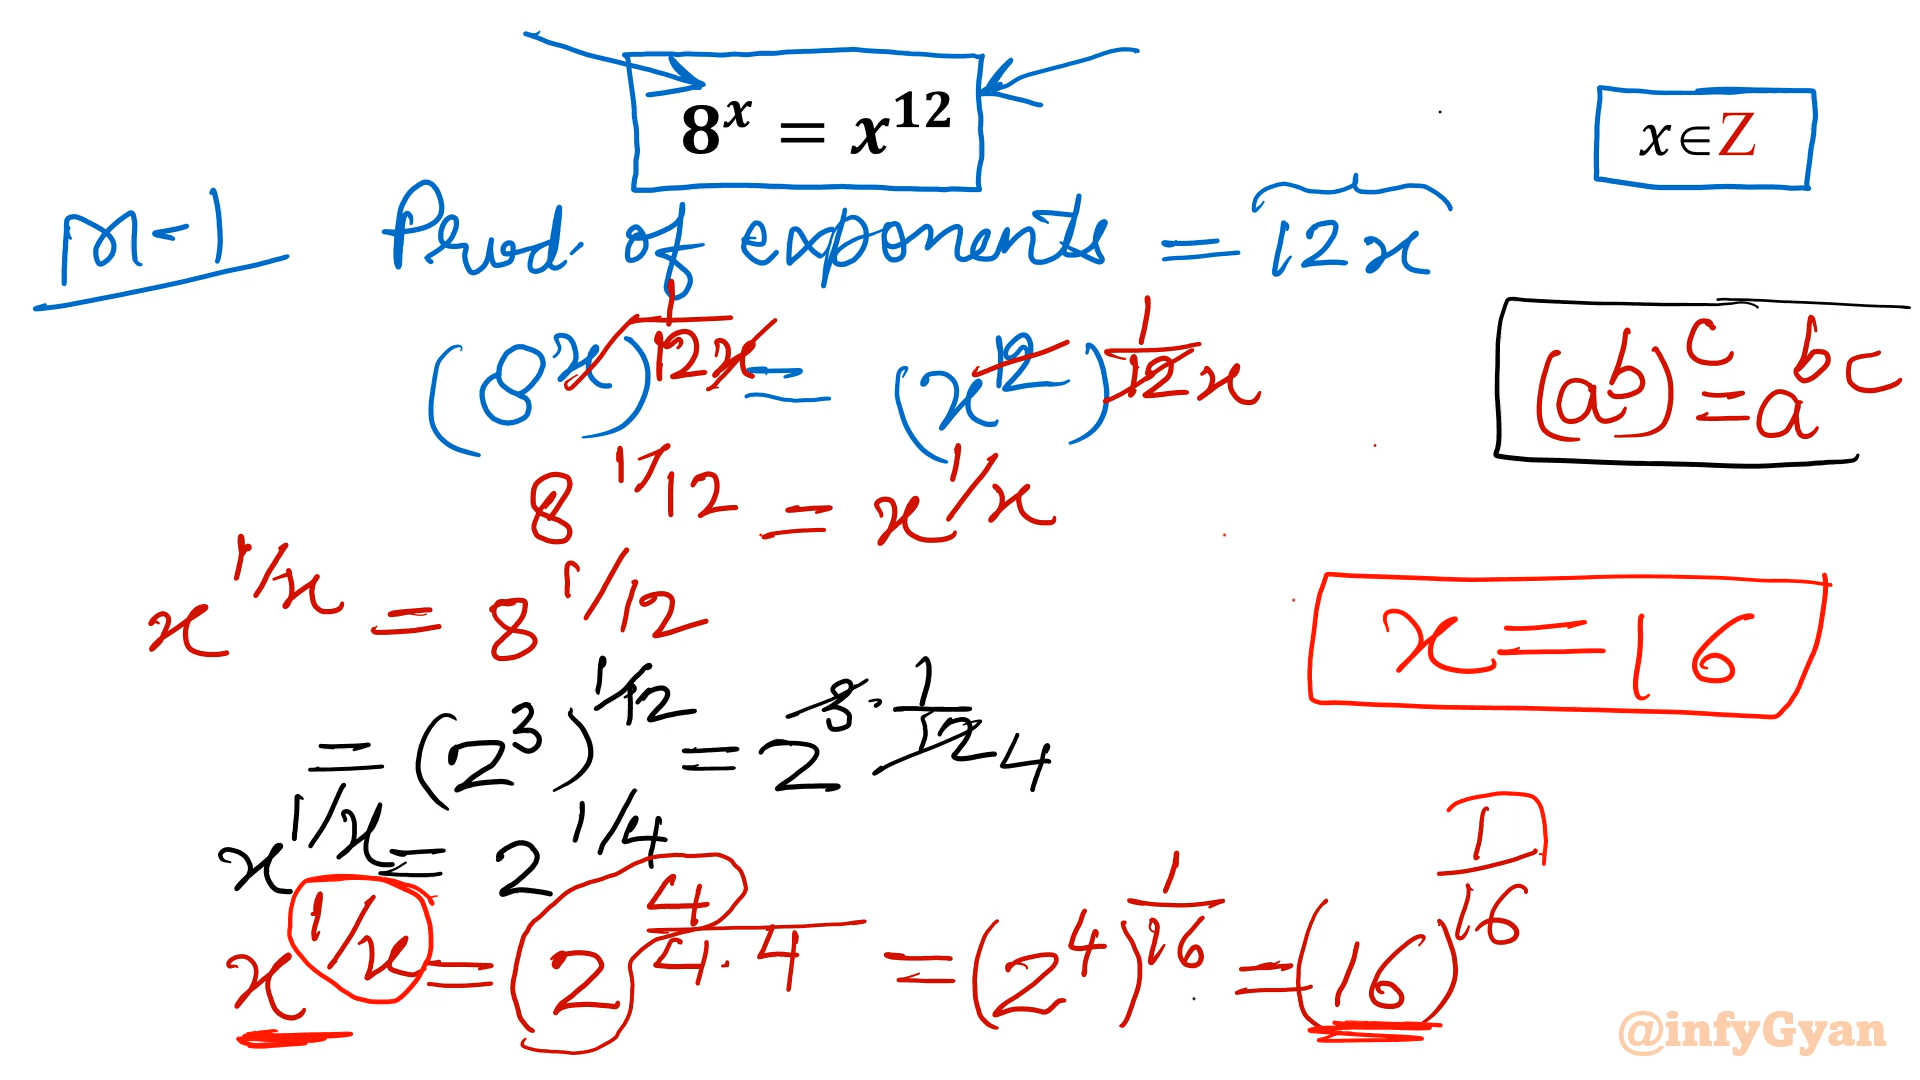 8^x = x^12
x∈Z
M-1 Prod. of exponents = 12x
(8^x)^(1/12x) = (x^12)^(1/12x)
(a^b)^c = a^bc
8^1/12 = x^1/x
x^1/x = 8^1/12
x = 16
= (2^3)^1/12 = 2^(3·1/12) 4
x^1/x = 2^1/4
x^1/x = 2^(4/4·4) = (2^4)^(1/16) = (16)^(1/16)
@infyGyan